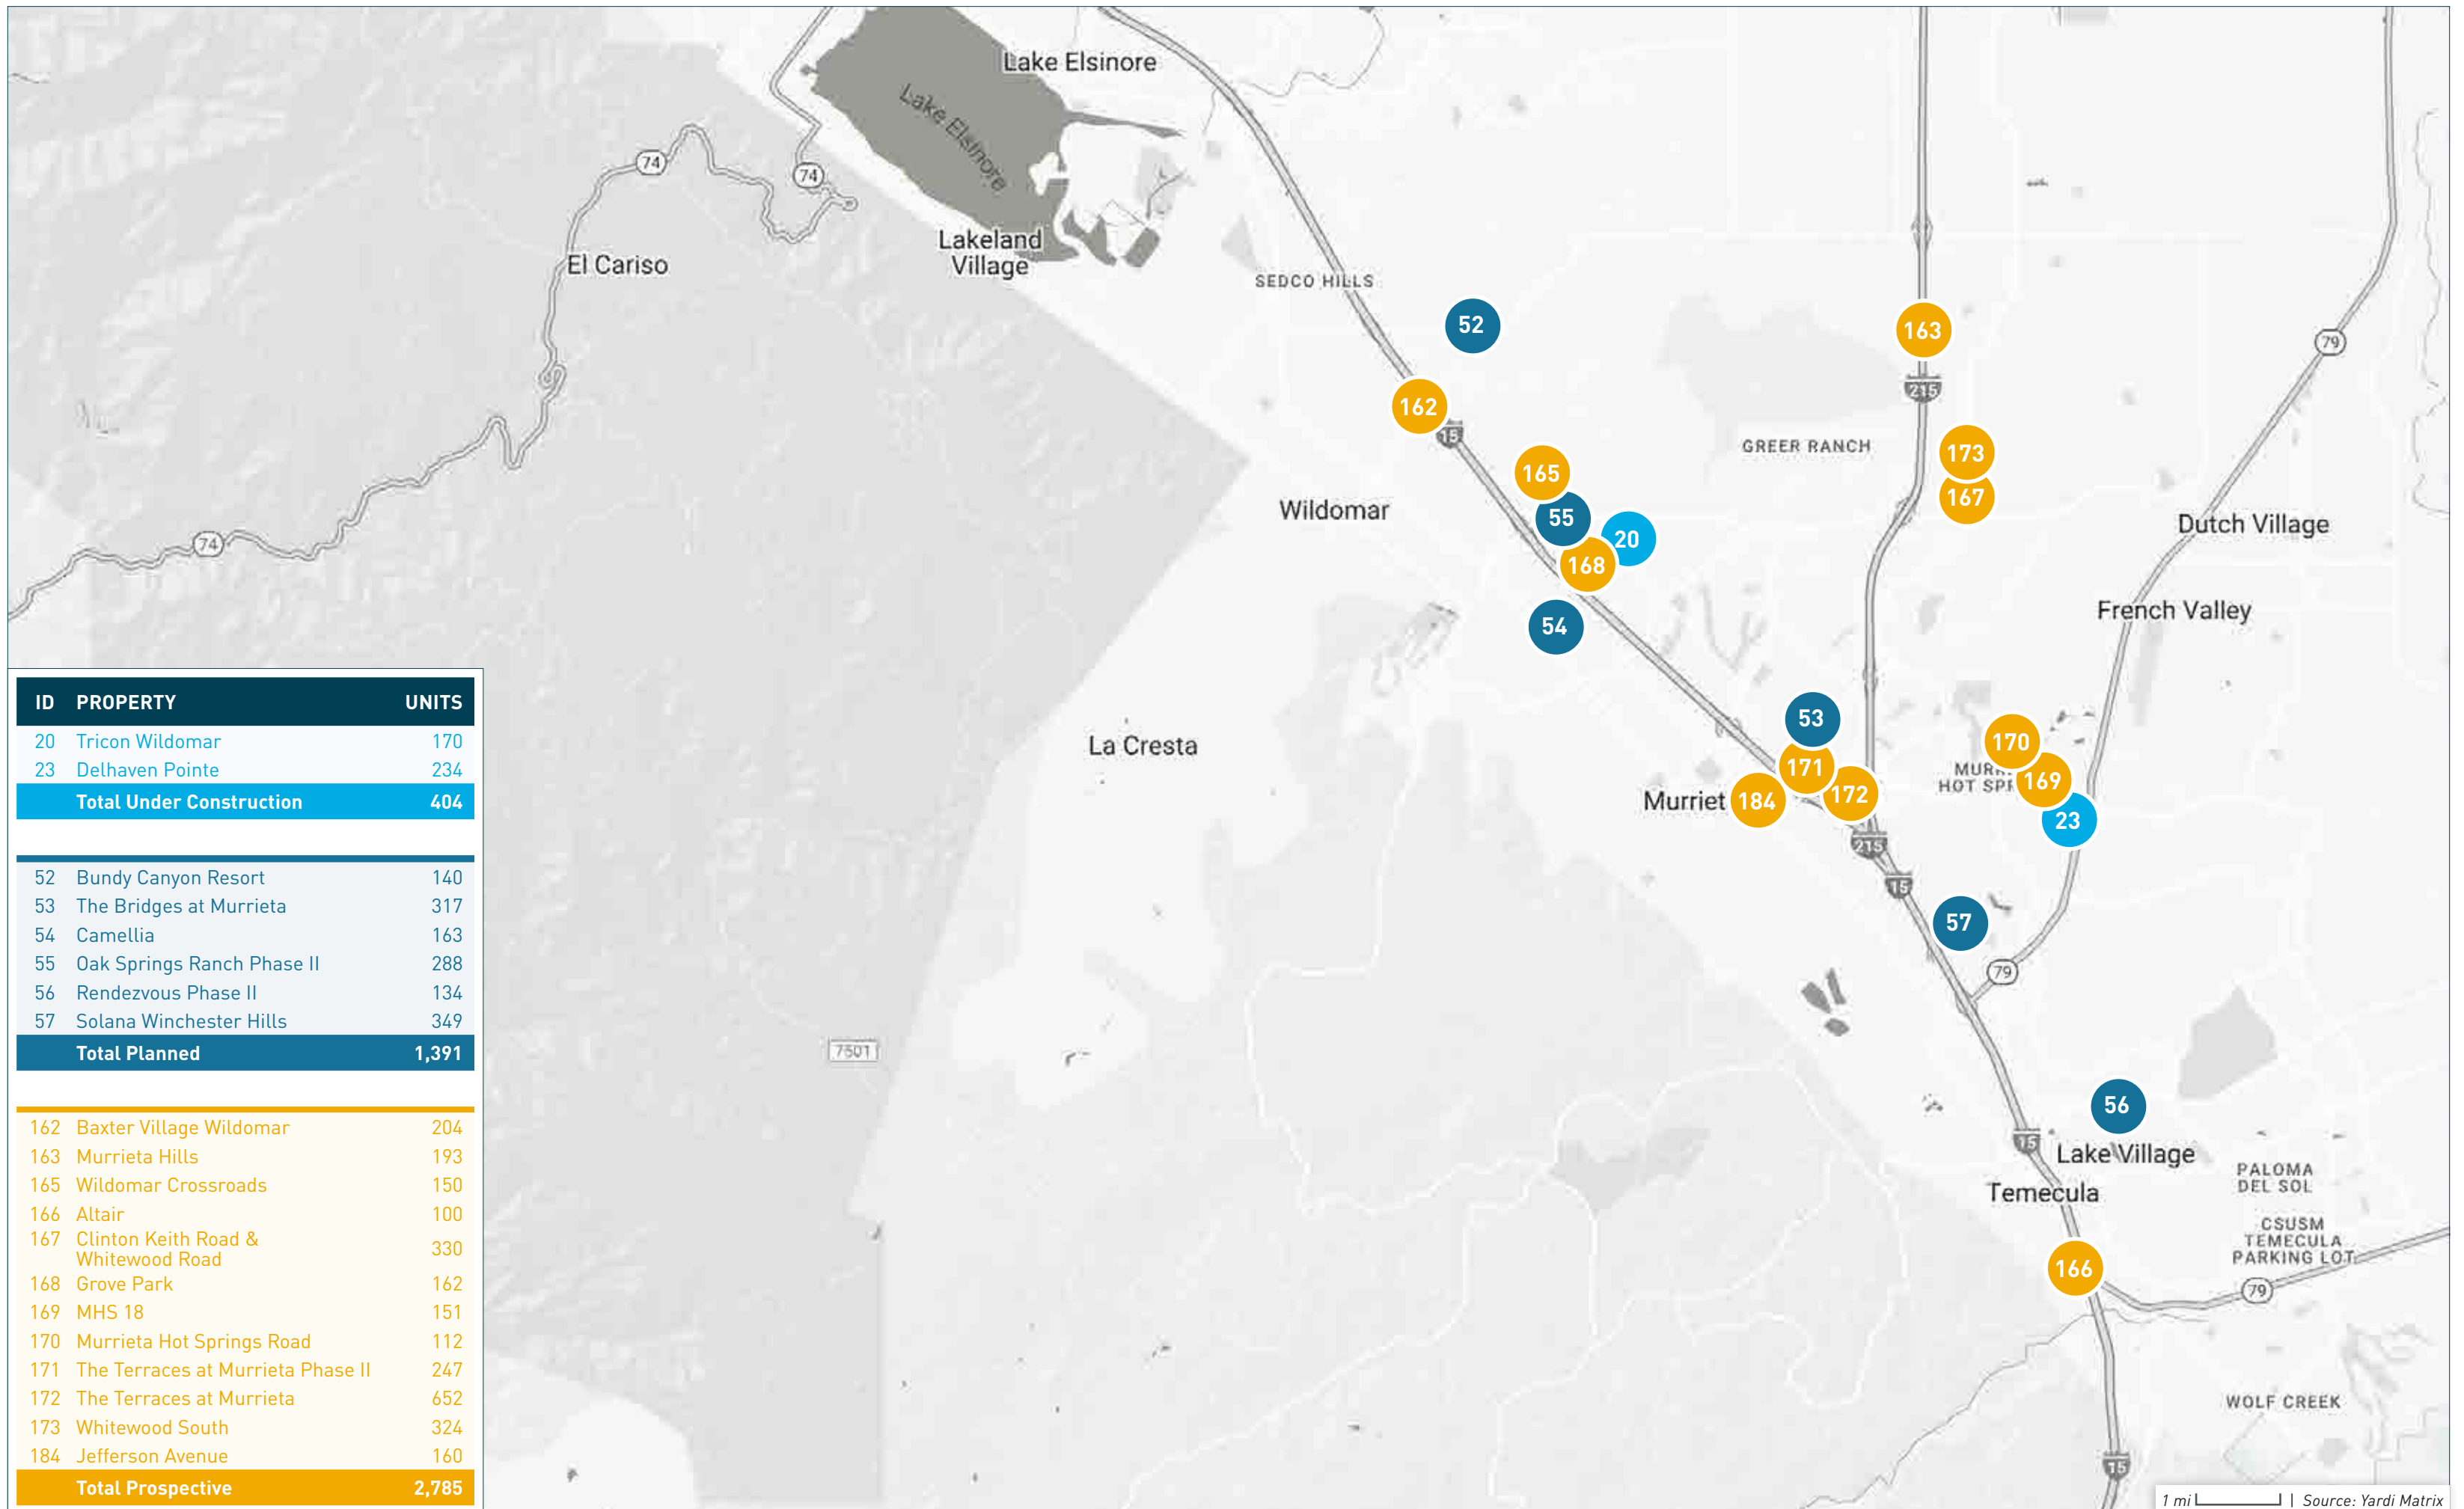 Lake Elsinore
Lake Elsinore
74
74
Lakeland
Village
El Cariso
SEDCO HILLS
52
163
79
162
215
15
GREER RANCH
173
165
167
Wildomar
55
20
Dutch Village
74
168
French Valley
54
53
La Cresta
170
171
169
HOT
172
184
23
215
15
57
79
7501
56
15
Lake Village
PALOMA
DEL SOL
Temecula
CSUSM
TEMECULA
PARKING LOT
166
79
WOLF CREEK
15
ID PROPERTY UNITS
20 Tricon Wildomar 170
23 Delhaven Pointe 234
Total Under Construction 404
52 Bundy Canyon Resort 140
53 The Bridges at Murrieta 317
54 Camellia 163
55 Oak Springs Ranch Phase II 288
56 Rendezvous Phase II 134
57 Solana Winchester Hills 349
Total Planned 1,391
162 Baxter Village Wildomar 204
163 Murrieta Hills 193
165 Wildomar Crossroads 150
166 Altair 100
167 Clinton Keith Road &
Whitewood Road 330
168 Grove Park 162
169 MHS 18 151
170 Murrieta Hot Springs Road 112
171 The Terraces at Murrieta Phase II 247
172 The Terraces at Murrieta 652
173 Whitewood South 324
184 Jefferson Avenue 160
Total Prospective 2,785
1 mi | Source: Yardi Matrix